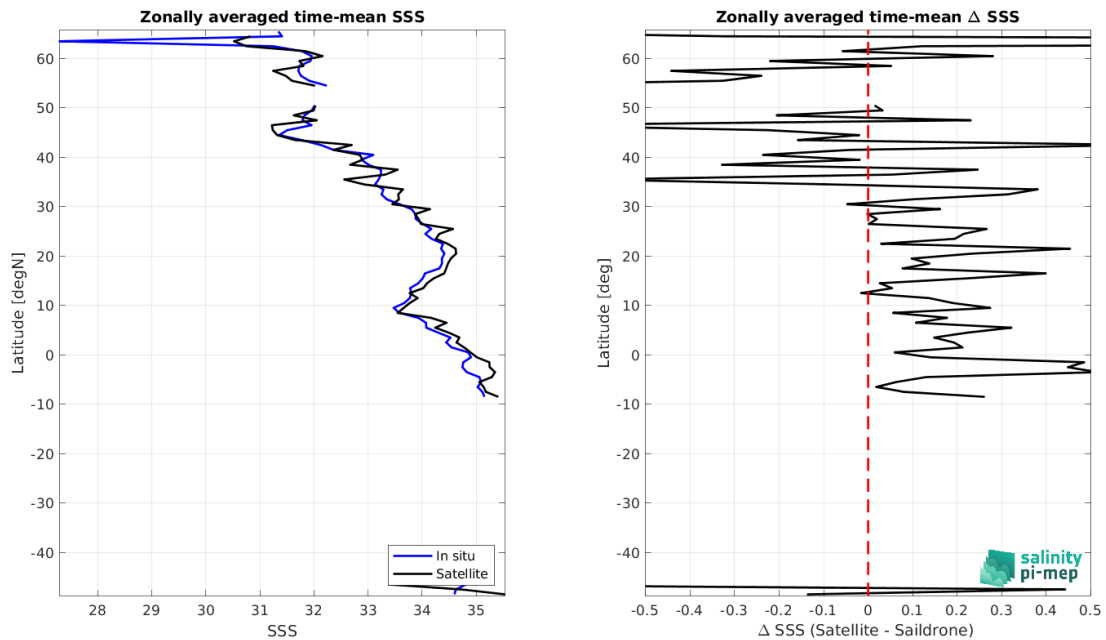 Zonally averaged time-mean SSS
Latitude [degN]
60
50
40
30
20
10
0
-10
-20
-30
-40
28 29 30 31 32 33 34 35
SSS
In situ
Satellite
Zonally averaged time-mean Δ SSS
Latitude [deg]
60
50
40
30
20
10
0
-10
-20
-30
-40
-0.5 -0.4 -0.3 -0.2 -0.1 0 0.1 0.2 0.3 0.4 0.5
Δ SSS (Satellite - Saildrone)
salinity
pi-mep